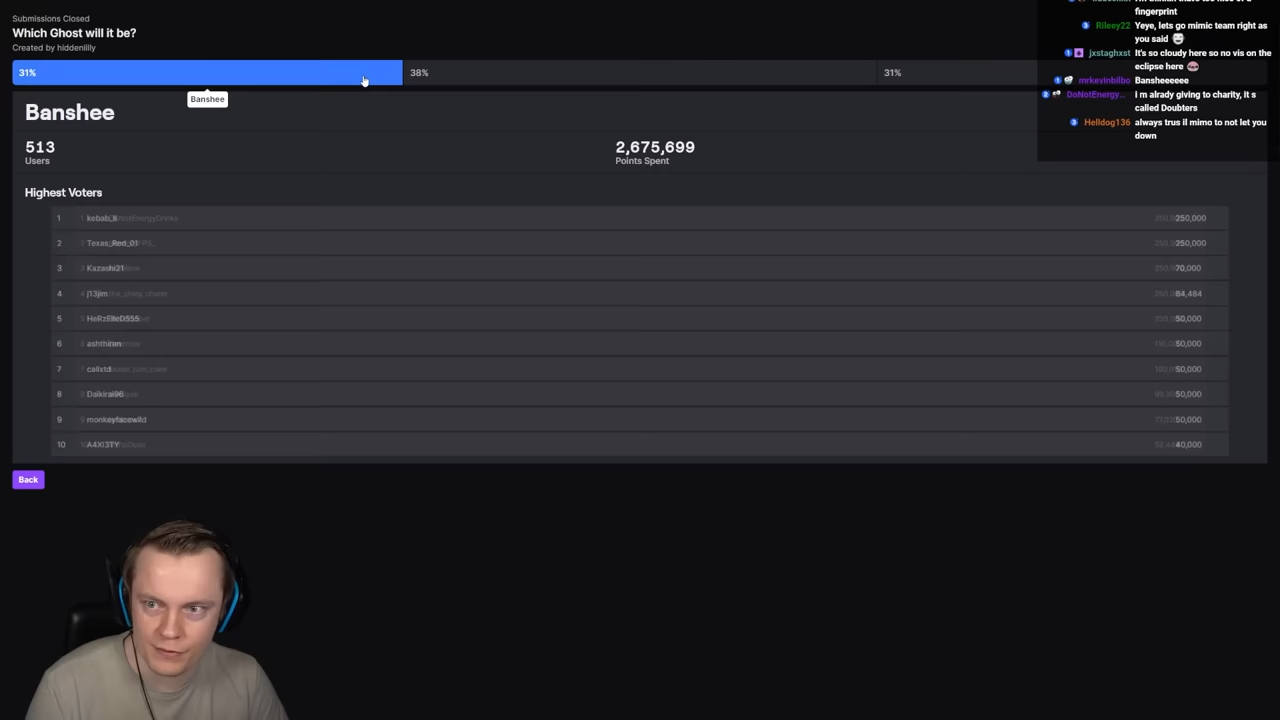 Submissions Closed
Which Ghost will it be?
Created by hiddenilly
31%
38%
31%
Banshee
Banshee
513
Users
2,675,699
Points Spent
Highest Voters
1 250,000
2 Texas_Red_01 250,000
3 Kazashi21 70,000
4 j13jim 64,484
5 HeRzEleD555 50,000
6 50,000
7 calixtd 50,000
8 Daikirai96 50,000
9 50,000
10 A4XI3TY 40,000
Back
fingerprint
Rileey22 Yeye, lets go mimic team right as
you said
jxstaghxst It's so cloudy here so no vis on the
eclipse here
mrkevinbilbo Bansheeeeee
DoNotEnergy... i m alrady giving to charity, it s
called Doubters
Helldog136 always trus il mimo to not let you
down